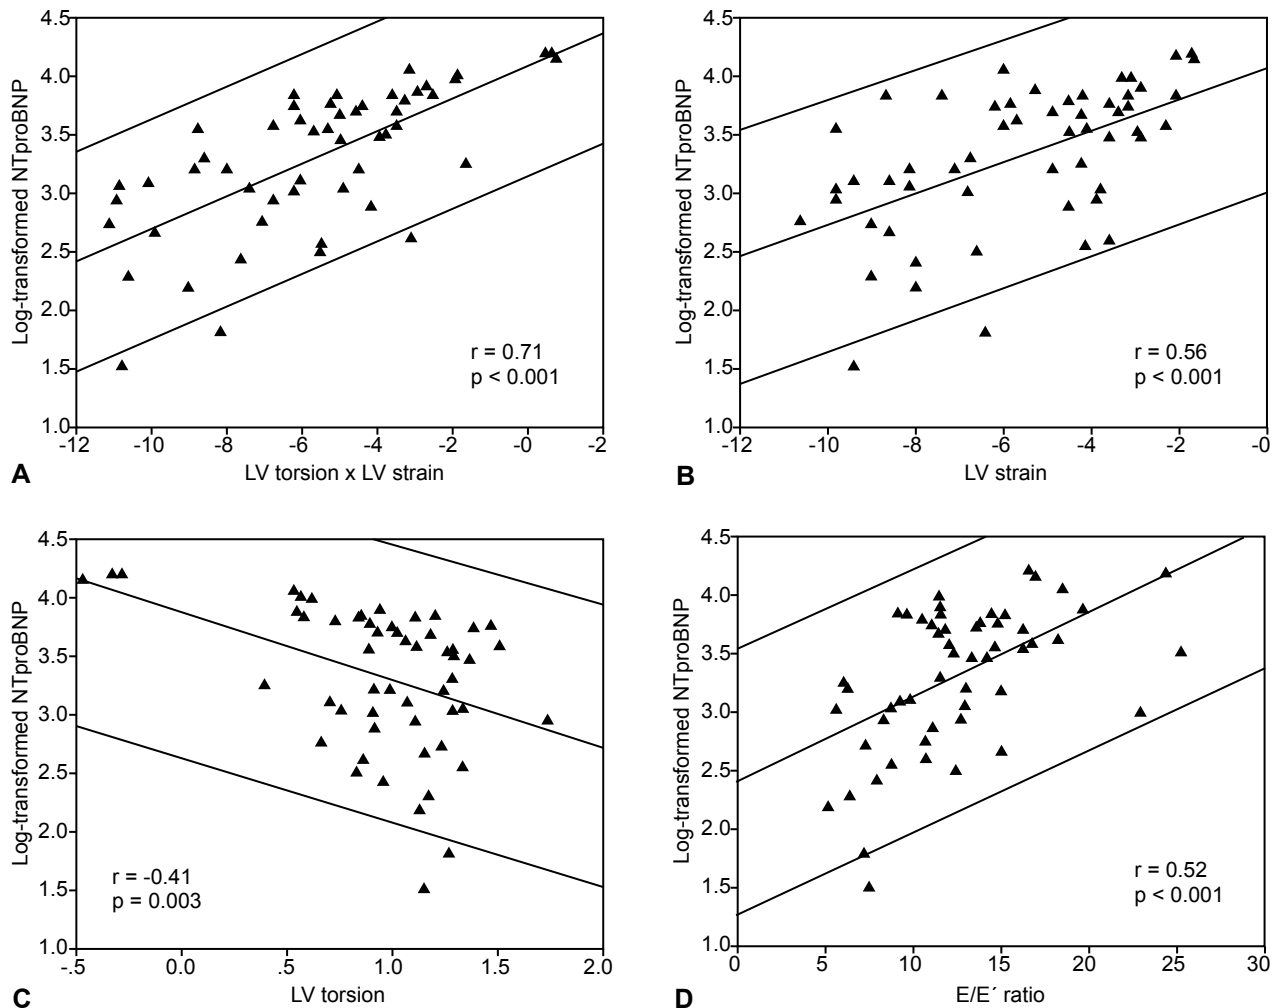 4.5
4.0
3.5
3.0
2.5
2.0
1.5
1.0
Log-transformed NTproBNP
r = 0.71
p < 0.001
-12 -10 -8 -6 -4 -2 -0 -2
LV torsion x LV strain
A
4.5
4.0
3.5
3.0
2.5
2.0
1.5
1.0
Log-transformed NTproBNP
r = 0.56
p < 0.001
-12 -10 -8 -6 -4 -2 -0
LV strain
B
4.5
4.0
3.5
3.0
2.5
2.0
1.5
1.0
Log-transformed NTproBNP
r = -0.41
p = 0.003
-.5 0.0 .5 1.0 1.5 2.0
LV torsion
C
4.5
4.0
3.5
3.0
2.5
2.0
1.5
1.0
Log-transformed NTproBNP
r = 0.52
p < 0.001
0 5 10 15 20 25 30
E/E´ ratio
D